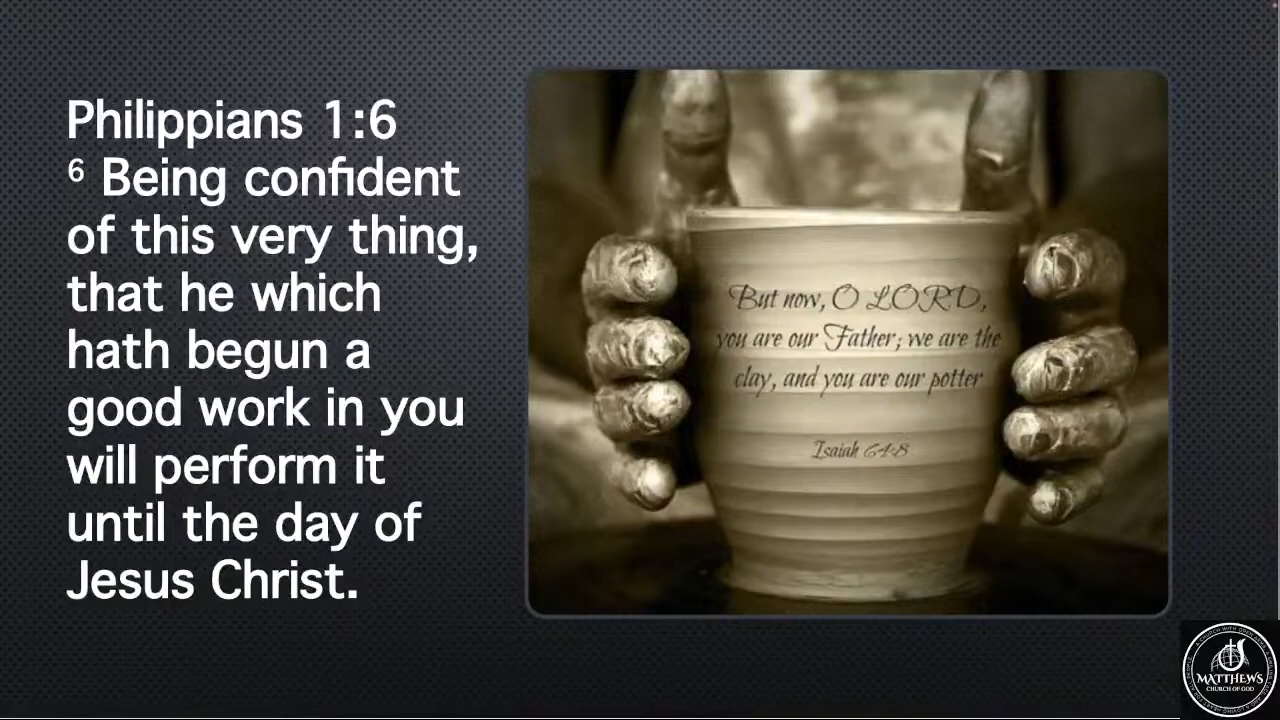 Philippians 1:6
6 Being confident
of this very thing,
that he which
hath begun a
good work in you
will perform it
until the day of
Jesus Christ.
But now, O LORD,
you are our Father; we are the
clay, and you are our potter
Isaiah 64:8
MATTHEWS
CHURCH OF GOD